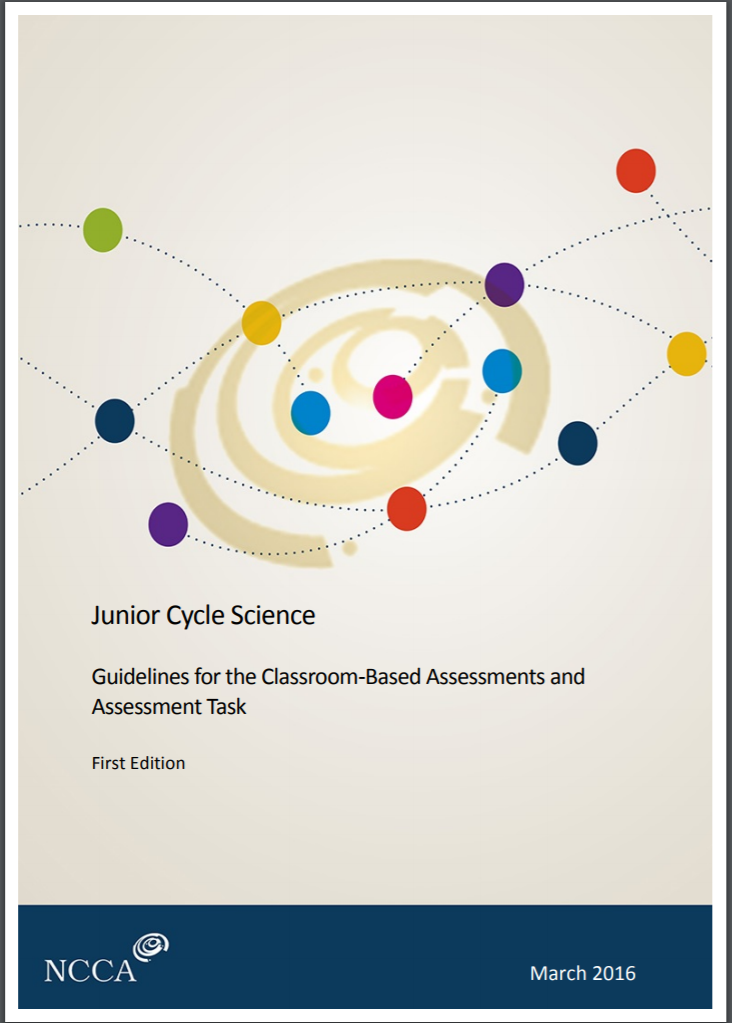 Junior Cycle Science
Guidelines for the Classroom-Based Assessments and
Assessment Task
First Edition
NCCA
March 2016